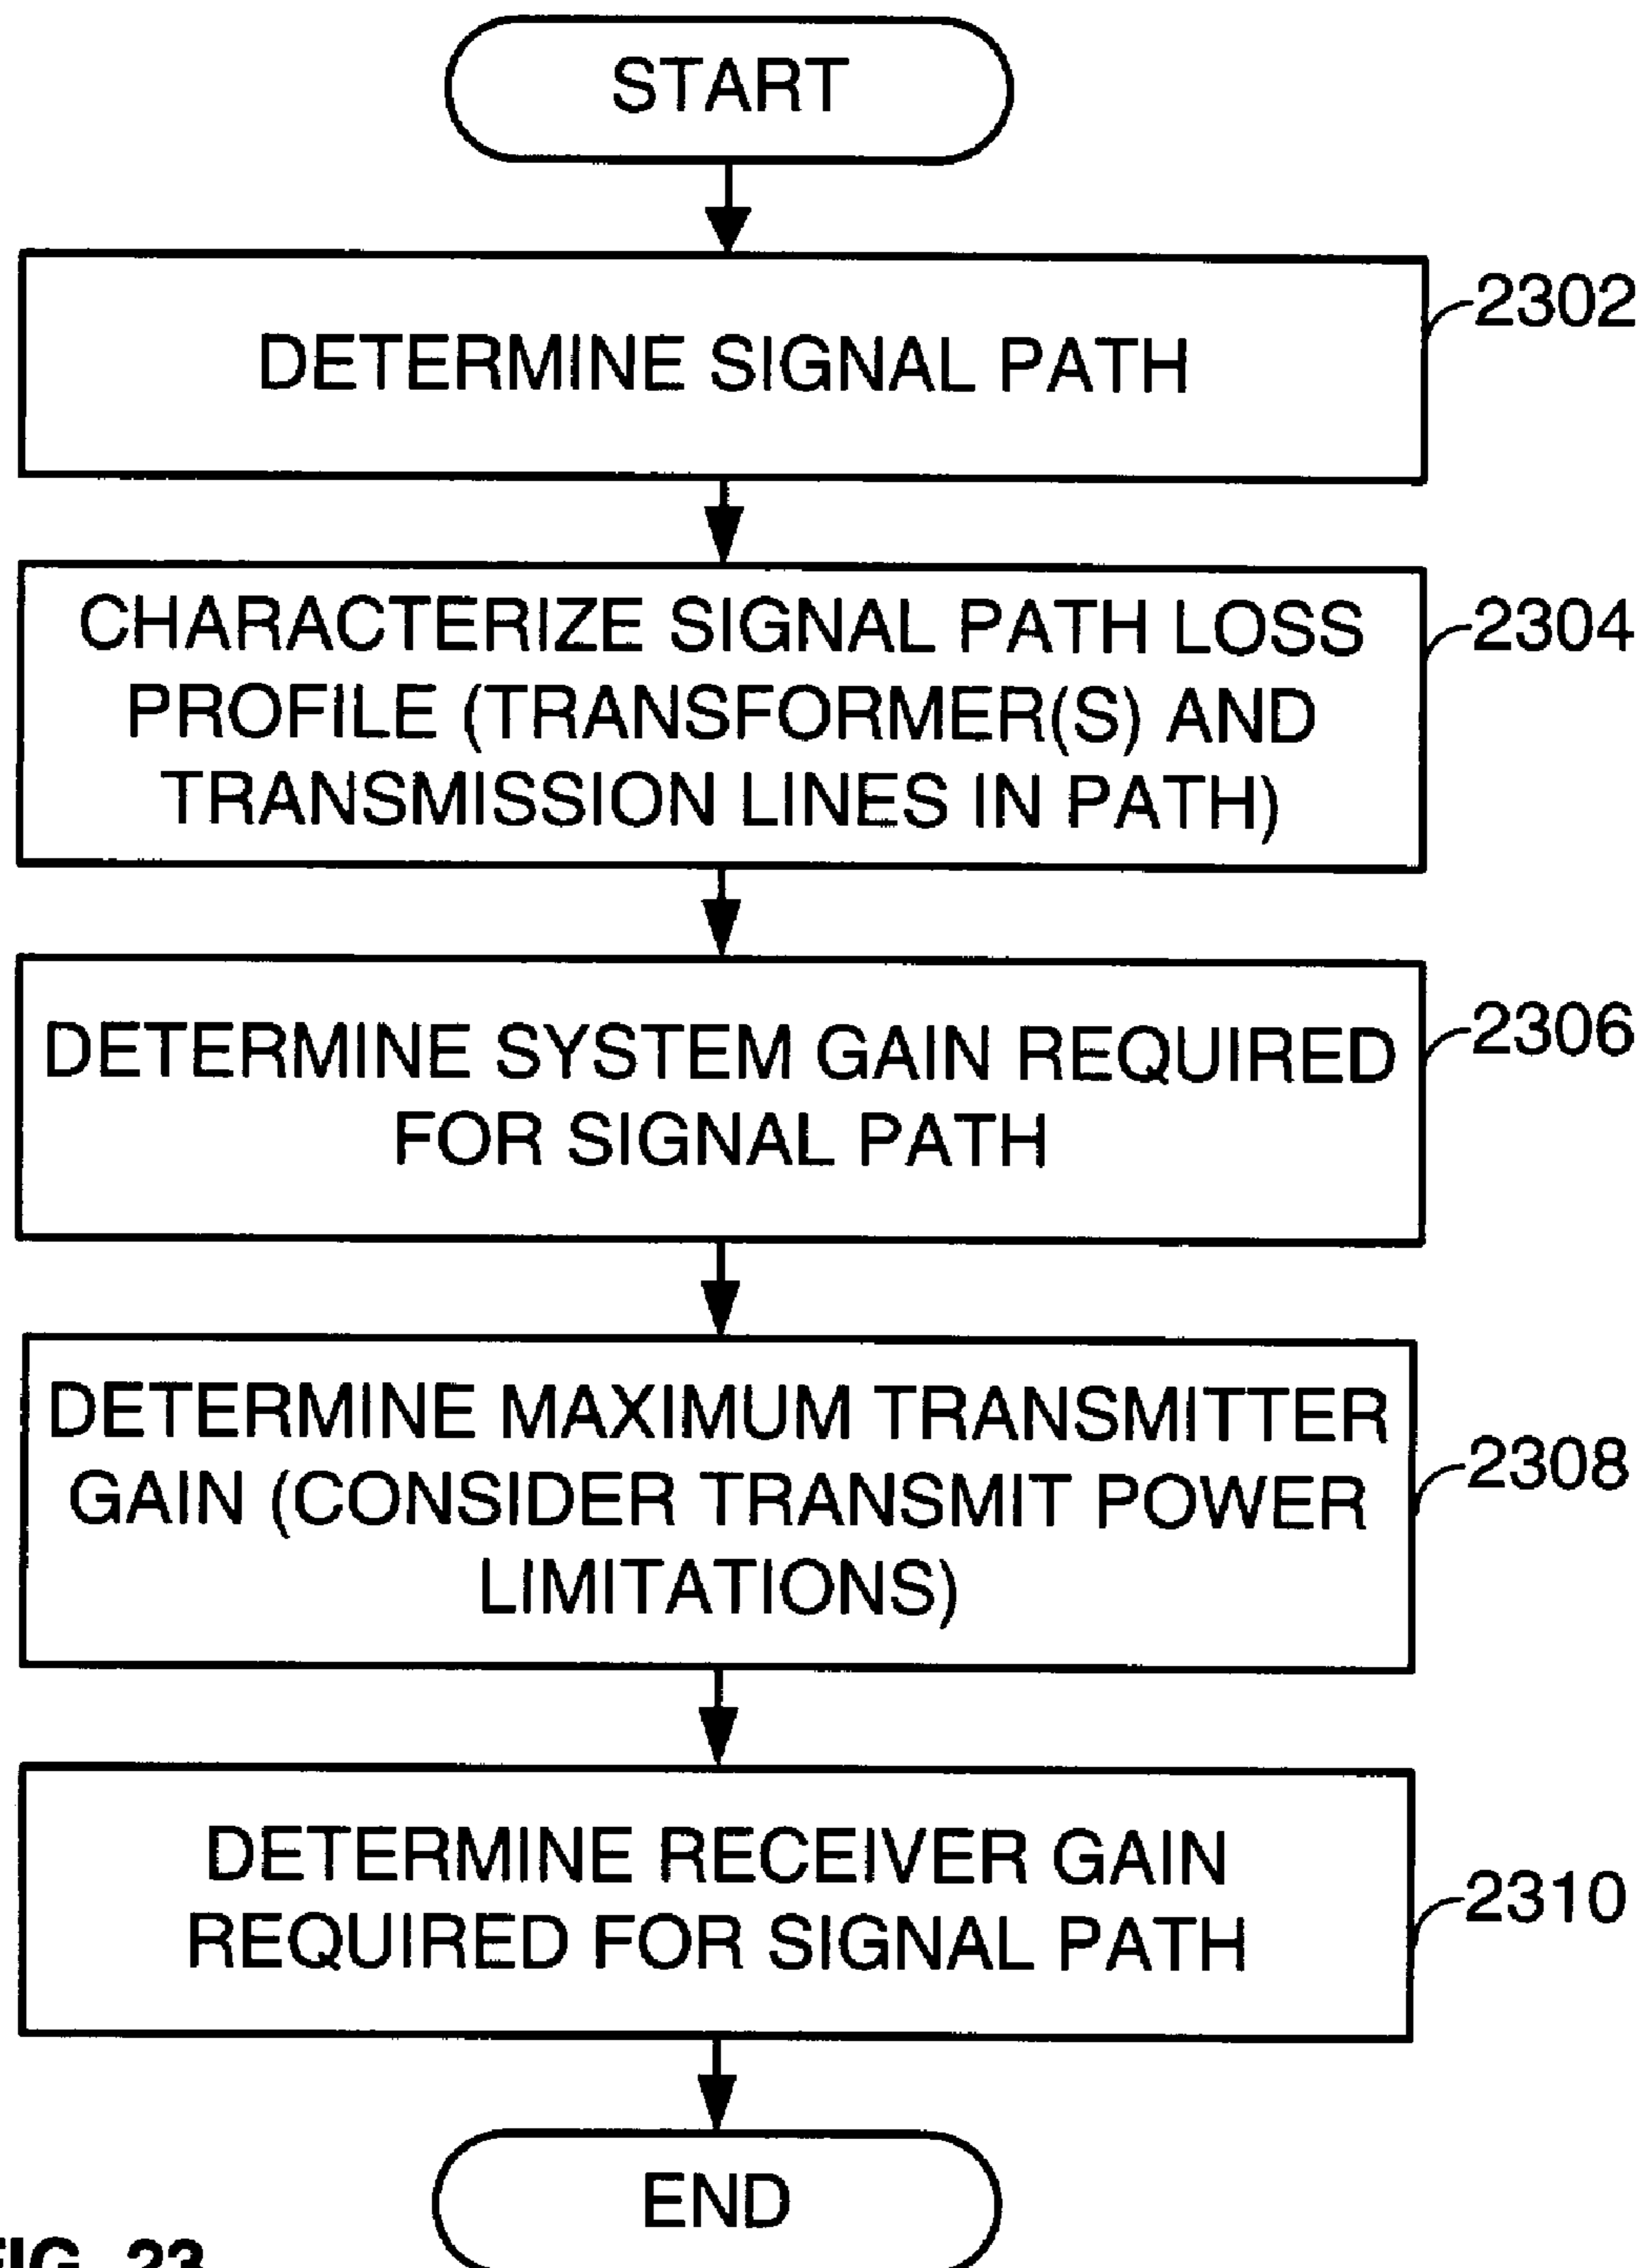 START
DETERMINE SIGNAL PATH
2302
CHARACTERIZE SIGNAL PATH LOSS
PROFILE (TRANSFORMER(S) AND
TRANSMISSION LINES IN PATH)
2304
DETERMINE SYSTEM GAIN REQUIRED
FOR SIGNAL PATH
2306
DETERMINE MAXIMUM TRANSMITTER
GAIN (CONSIDER TRANSMIT POWER
LIMITATIONS)
2308
DETERMINE RECEIVER GAIN
REQUIRED FOR SIGNAL PATH
2310
END
FIG. 23